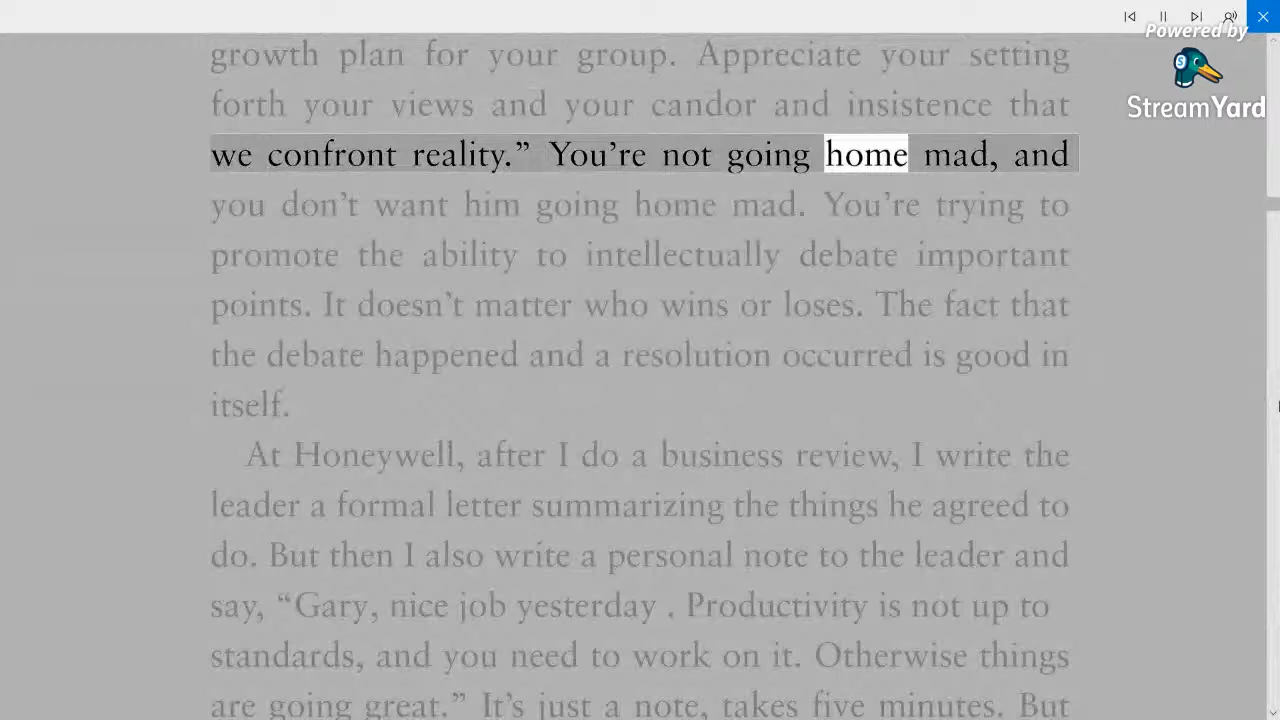 Powered by
StreamYard
growth plan for your group. Appreciate your setting
forth your views and your candor and insistence that
we confront reality.” You’re not going home mad, and
you don’t want him going home mad. You’re trying to
promote the ability to intellectually debate important
points. It doesn’t matter who wins or loses. The fact that
the debate happened and a resolution occurred is good in
itself.
At Honeywell, after I do a business review, I write the
leader a formal letter summarizing the things he agreed to
do. But then I also write a personal note to the leader and
say, “Gary, nice job yesterday . Productivity is not up to
standards, and you need to work on it. Otherwise things
are going great.” It’s just a note, takes five minutes. But